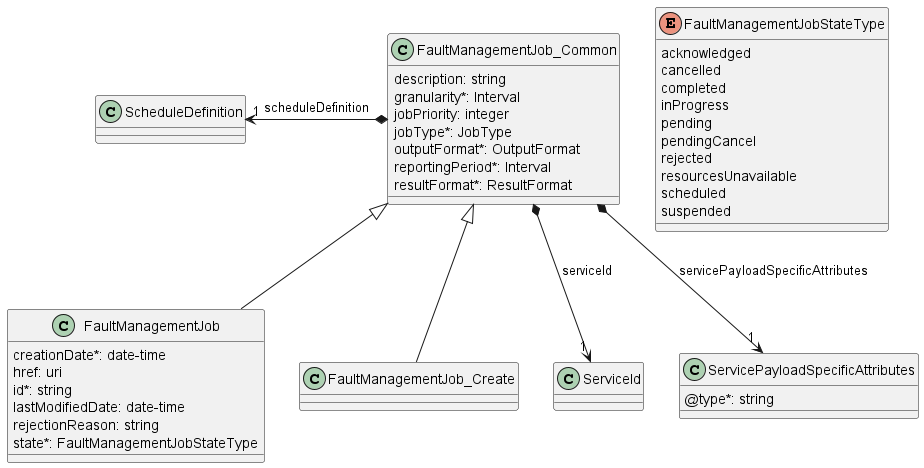 C FaultManagementJob_Common
description: string
granularity*: Interval
jobPriority: integer
jobType*: JobType
outputFormat*: OutputFormat
reportingPeriod*: Interval
resultFormat*: ResultFormat
E FaultManagementJobStateType
acknowledged
cancelled
completed
inProgress
pending
pendingCancel
rejected
resourcesUnavailable
scheduled
suspended
C ScheduleDefinition
1
scheduleDefinition
serviceId
servicePayloadSpecificAttributes
C FaultManagementJob
creationDate*: date-time
href: uri
id*: string
lastModifiedDate: date-time
rejectionReason: string
state*: FaultManagementJobStateType
C FaultManagementJob_Create
1
C ServiceId
1
C ServicePayloadSpecificAttributes
@type*: string